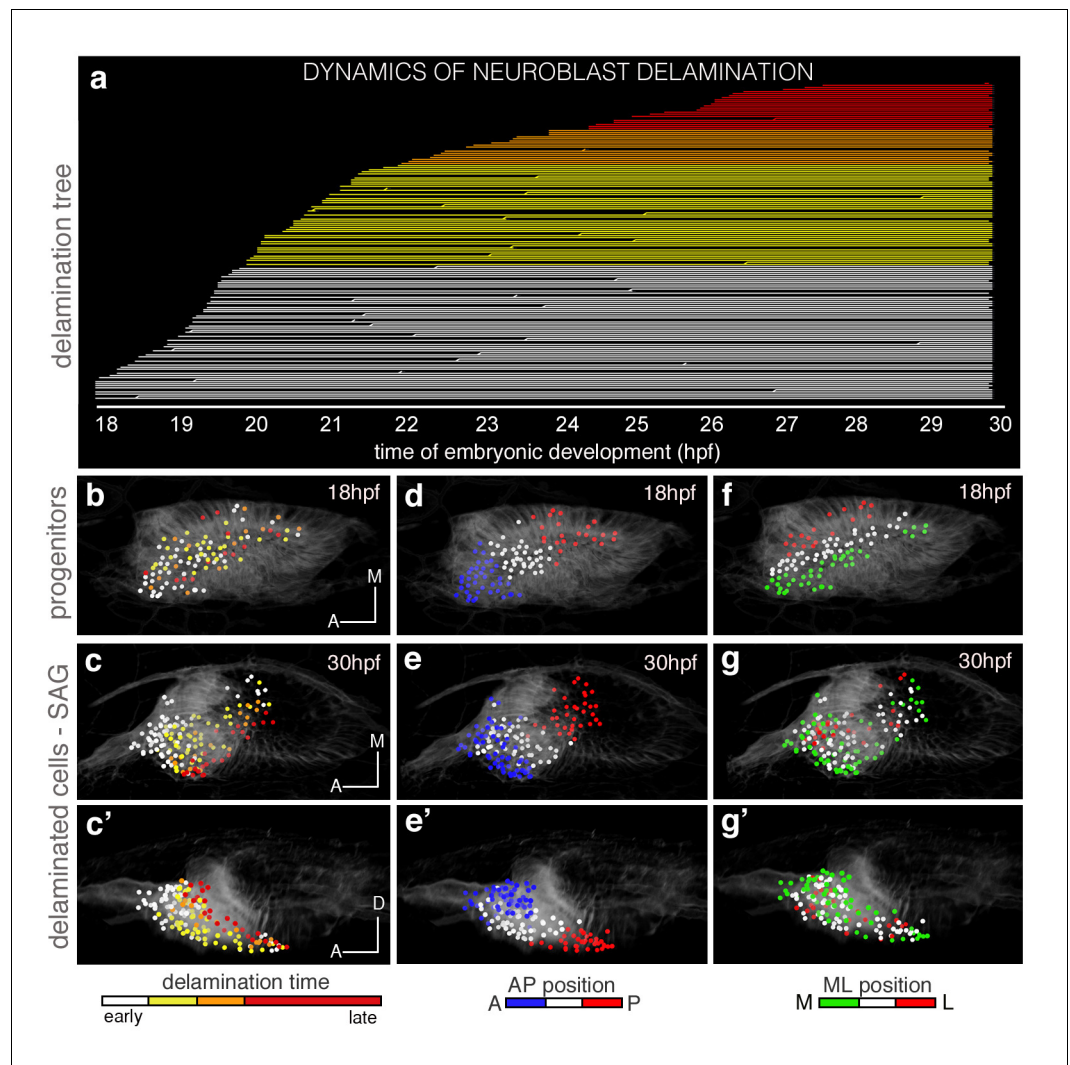 a
DYNAMICS OF NEUROBLAST DELAMINATION
delamination tree
18 19 20 21 22 23 24 25 26 27 28 29 30
time of embryonic development (hpf)
progenitors
b
18hpf
M
A
d
18hpf
f
18hpf
delaminated cells - SAG
c
30hpf
M
A
e
30hpf
g
30hpf
c’
D
A
e’
g’
delamination time
early
late
AP position
A
P
ML position
M
L